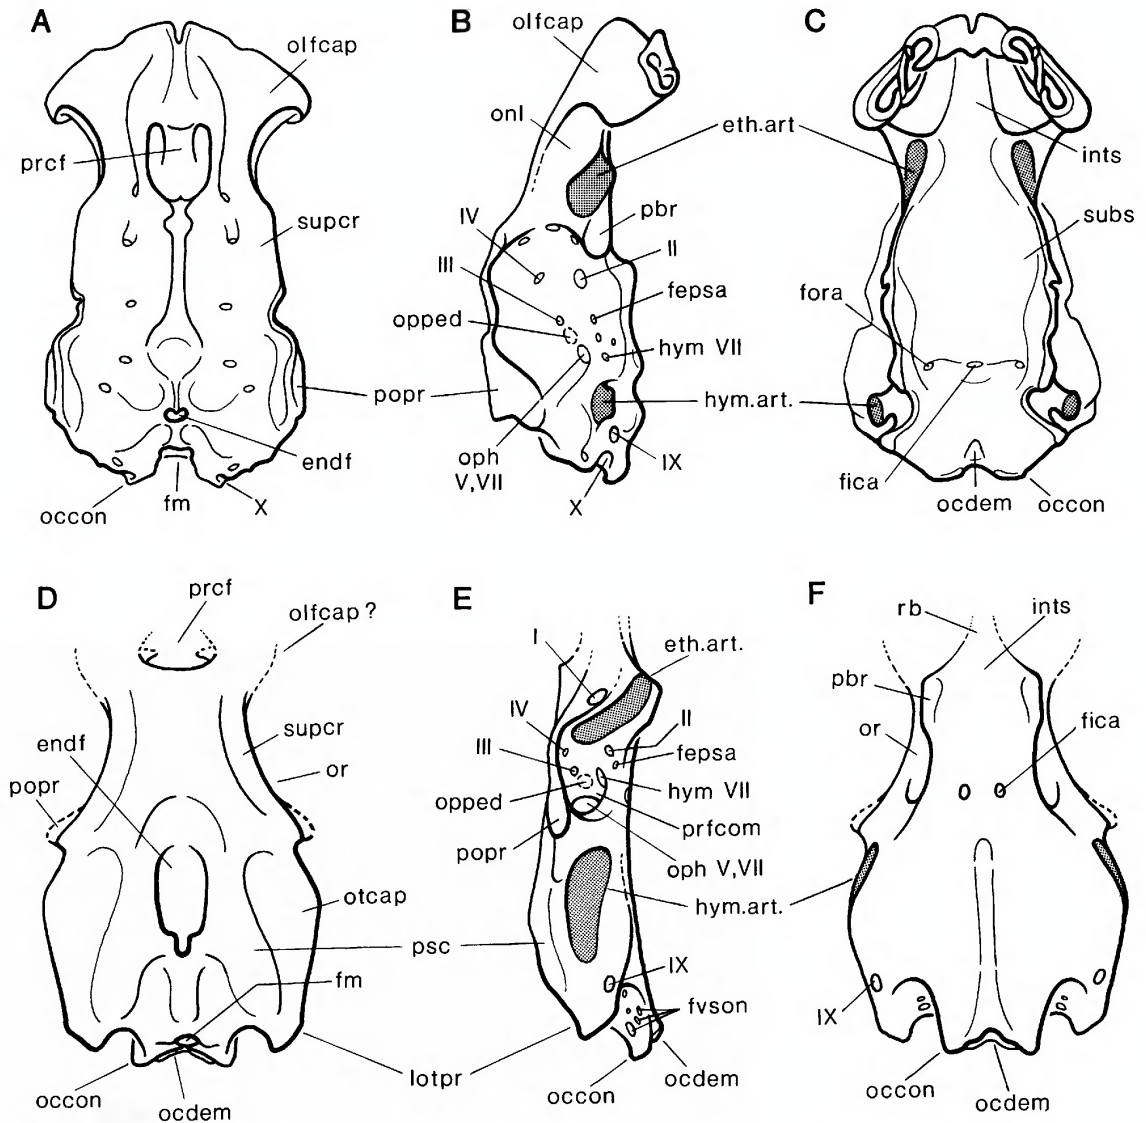 A
olfcap
prcf
supcr
popr
endf
fm
occon
X
B
olfcap
onl
eth.art
pbr
IV
II
III
fepsa
opped
hym VII
hym.art.
oph
V,VII
IX
X
C
ints
subs
fora
fica
ocdem
occon
D
prcf
olfcap ?
endf
supcr
or
popr
otcap
psc
fm
lotpr
occon
ocdem
E
I
eth.art.
IV
II
III
fepsa
opped
hym VII
prfcom
popr
oph V,VII
hym.art.
IX
fvson
occon
ocdem
F
rb
ints
pbr
or
fica
IX
occon
ocdem